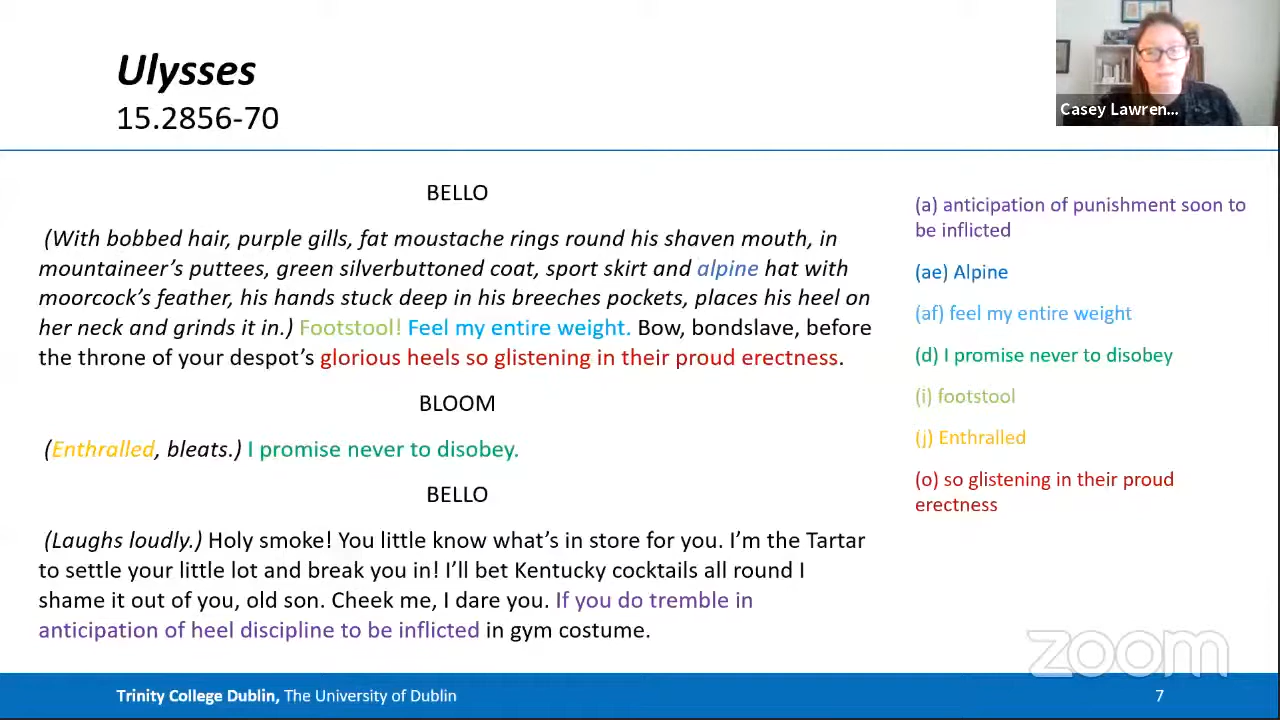 Ulysses
15.2856-70
Casey Lawren...
BELLO
(With bobbed hair, purple gills, fat moustache rings round his shaven mouth, in
mountaineer's puttees, green silverbuttoned coat, sport skirt and alpine hat with
moorcock's feather, his hands stuck deep in his breeches pockets, places his heel on
her neck and grinds it in.) Footstool! Feel my entire weight. Bow, bondslave, before
the throne of your despot's glorious heels so glistening in their proud erectness.
BLOOM
(Enthralled, bleats.) I promise never to disobey.
BELLO
(Laughs loudly.) Holy smoke! You little know what's in store for you. I'm the Tartar
to settle your little lot and break you in! I'll bet Kentucky cocktails all round I
shame it out of you, old son. Cheek me, I dare you. If you do tremble in
anticipation of heel discipline to be inflicted in gym costume.
(a) anticipation of punishment soon to
be inflicted
(ae) Alpine
(af) feel my entire weight
(d) I promise never to disobey
(i) footstool
(j) Enthralled
(o) so glistening in their proud
erectness
zoom
Trinity College Dublin, The University of Dublin
7